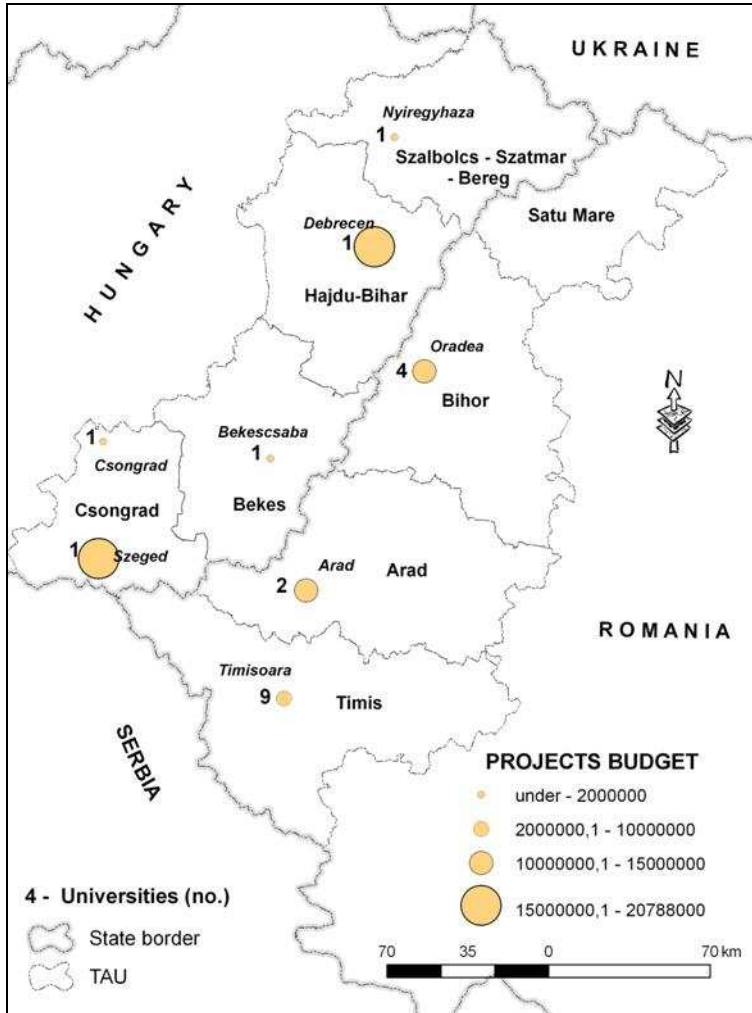 UKRAINE
Nyiregyhaza
1
Szalbolcs - Szatmar
- Bereg
Satu Mare
HUNGARY
Debrecen
1
Hajdu-Bihar
Oradea
4
Bihor
N
1
Csongrad
Csongrad
Bekescsaba
1
Bekes
1
Szeged
Arad
2
Arad
ROMANIA
Timisoara
9
Timis
SERBIA
PROJECTS BUDGET
under - 2000000
2000000,1 - 10000000
10000000,1 - 15000000
15000000,1 - 20788000
4 - Universities (no.)
State border
TAU
70 35 0 70 km